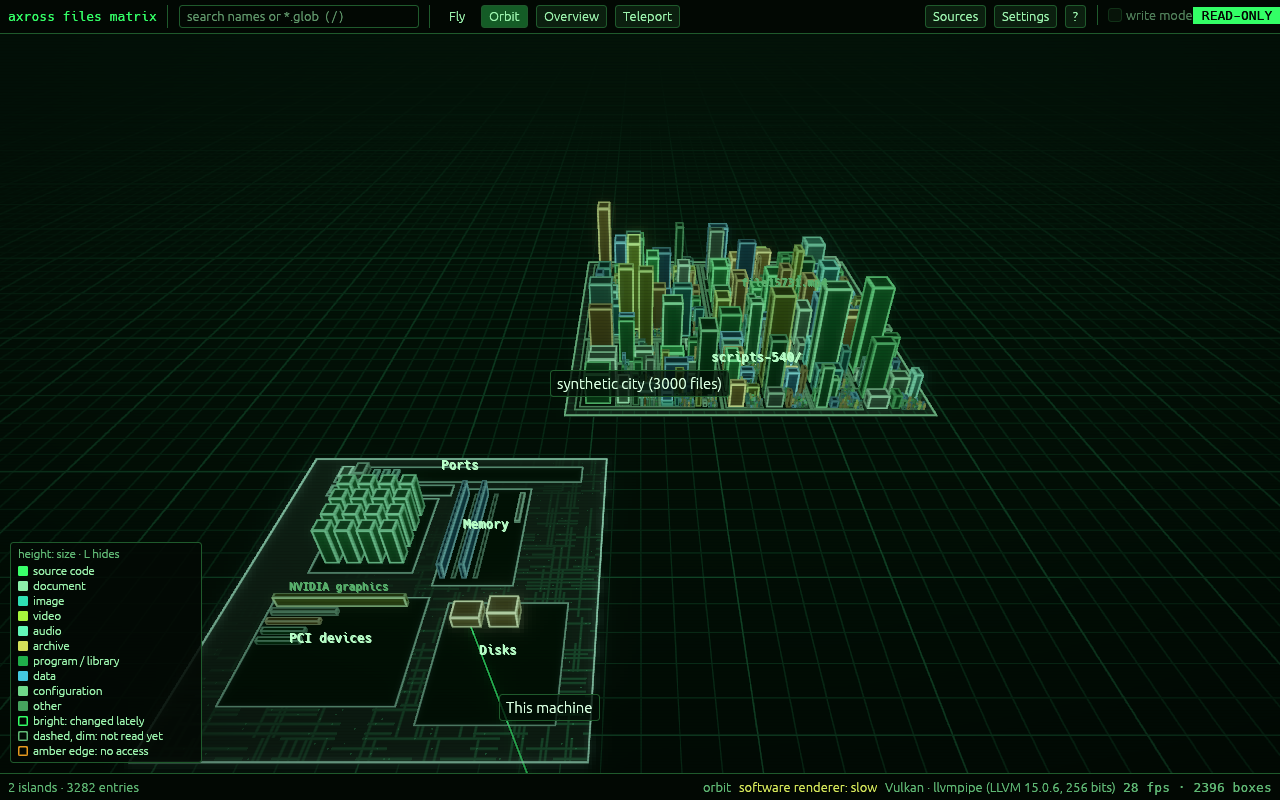 axross files matrix
search names or *.glob (/)
Fly
Orbit
Overview
Teleport
Sources
Settings
?
write mode
READ-ONLY
scripts-540/
synthetic city (3000 files)
Ports
Memory
NVIDIA graphics
PCI devices
Disks
This machine
height: size · L hides
source code
document
image
video
audio
archive
program / library
data
configuration
other
bright: changed lately
dashed, dim: not read yet
amber edge: no access
2 islands · 3282 entries
orbit
software renderer: slow
Vulkan · llvmpipe (LLVM 15.0.6, 256 bits)
28 fps · 2396 boxes